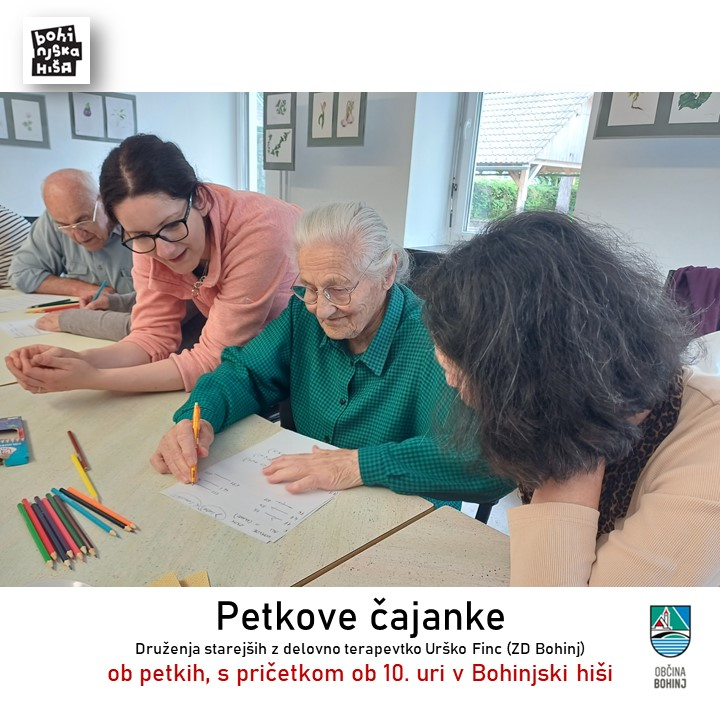 bohi
njska
hiša
Petkove čajanke
Druženja starejših z delovno terapevtko Urško Finc (ZD Bohinj)
ob petkih, s pričetkom ob 10. uri v Bohinjski hiši
OBČINA
BOHINJ